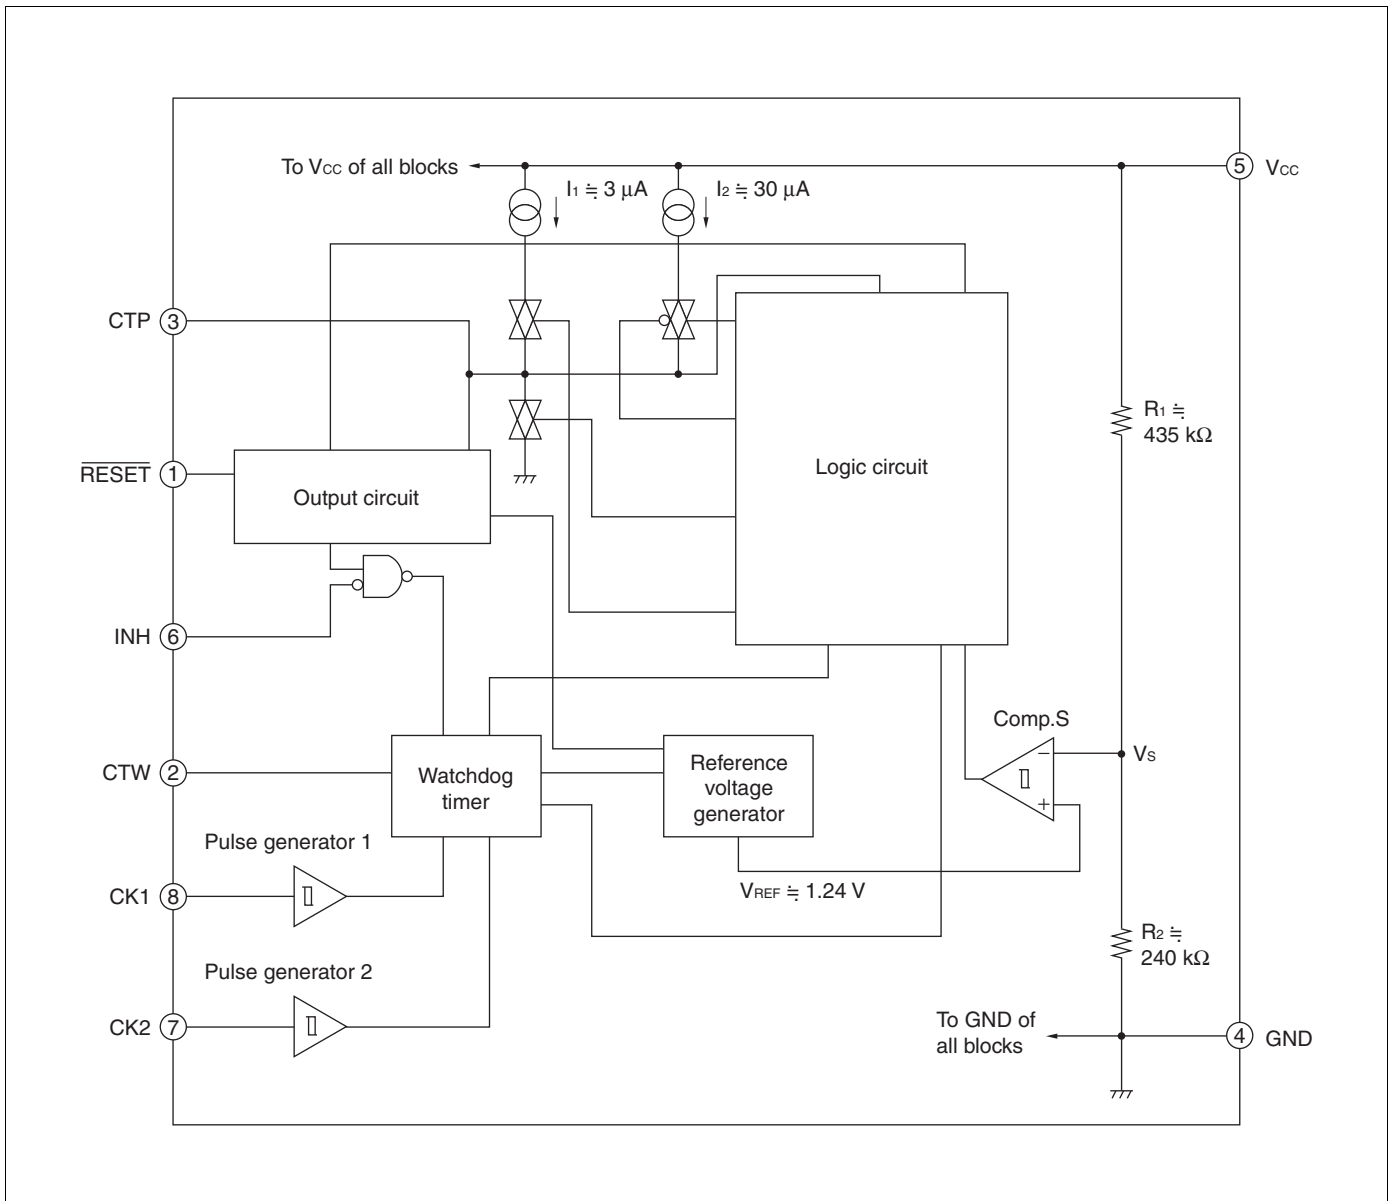 To VCC of all blocks
5 VCC
I1 ≒ 3 μA
I2 ≒ 30 μA
CTP 3
R1 ≒
435 kΩ
RESET 1
Output circuit
Logic circuit
INH 6
Comp.S
− VS
+
CTW 2
Watchdog
timer
Reference
voltage
generator
Pulse generator 1
CK1 8
VREF ≒ 1.24 V
R2 ≒
240 kΩ
Pulse generator 2
CK2 7
To GND of
all blocks
4 GND